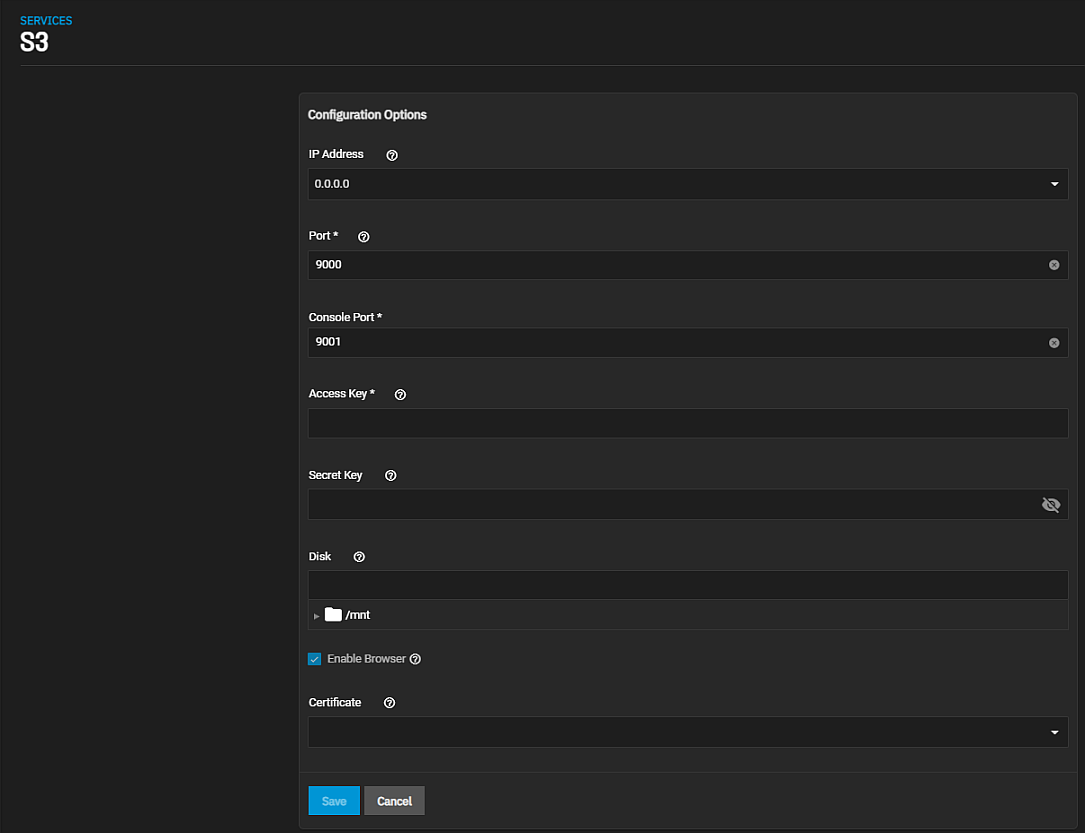 SERVICES
S3
Configuration Options
IP Address
0.0.0.0
Port *
9000
Console Port *
9001
Access Key *
Secret Key
Disk
/mnt
Enable Browser
Certificate
Save Cancel